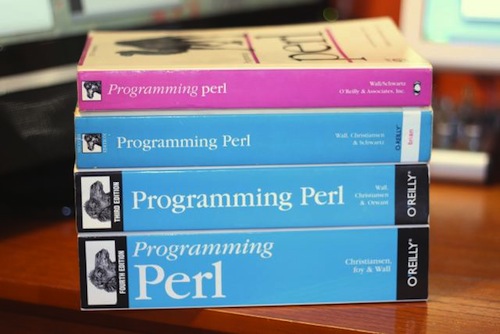 perl
Programming perl
Wall/Schwartz
O'Reilly & Associates, Inc.
Programming Perl
Wall, Christiansen
& Schwartz
O'REILLY
brian
THIRD EDITION
Programming Perl
Wall,
Christiansen
& Orwant
O'REILLY
FOURTH EDITION
Programming
Perl
Christiansen,
foy & Wall
O'REILLY